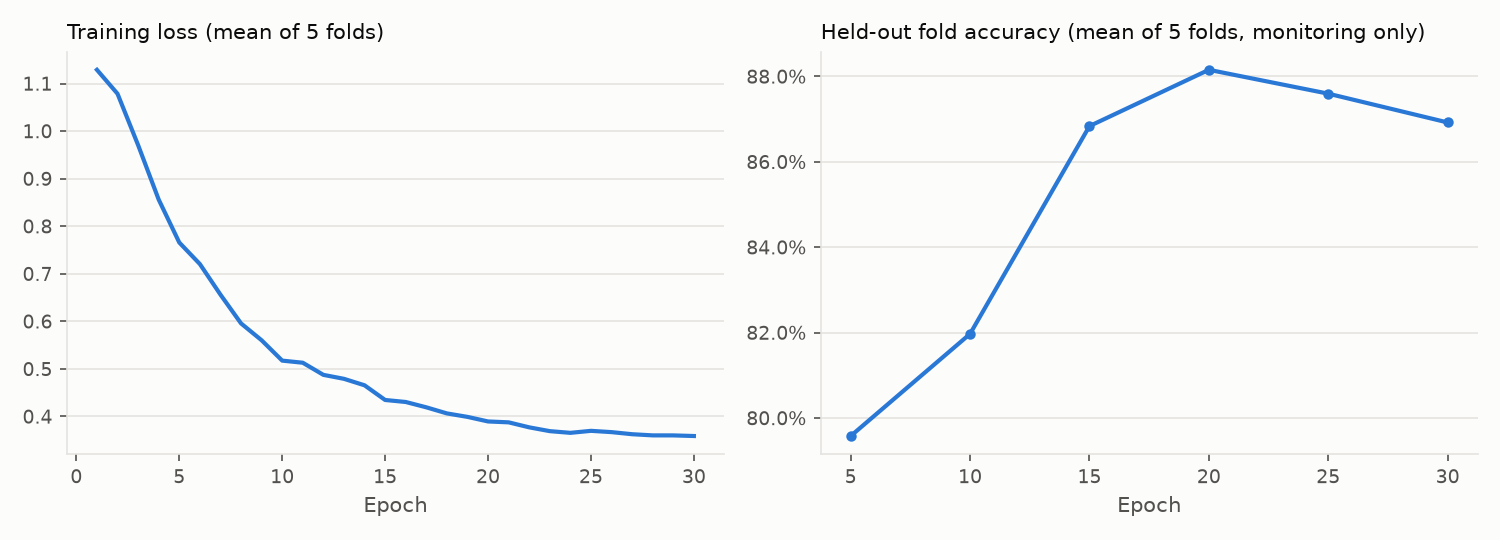 Training loss (mean of 5 folds)
1.1
1.0
0.9
0.8
0.7
0.6
0.5
0.4
0 5 10 15 20 25 30
Epoch
Held-out fold accuracy (mean of 5 folds, monitoring only)
88.0%
86.0%
84.0%
82.0%
80.0%
5 10 15 20 25 30
Epoch